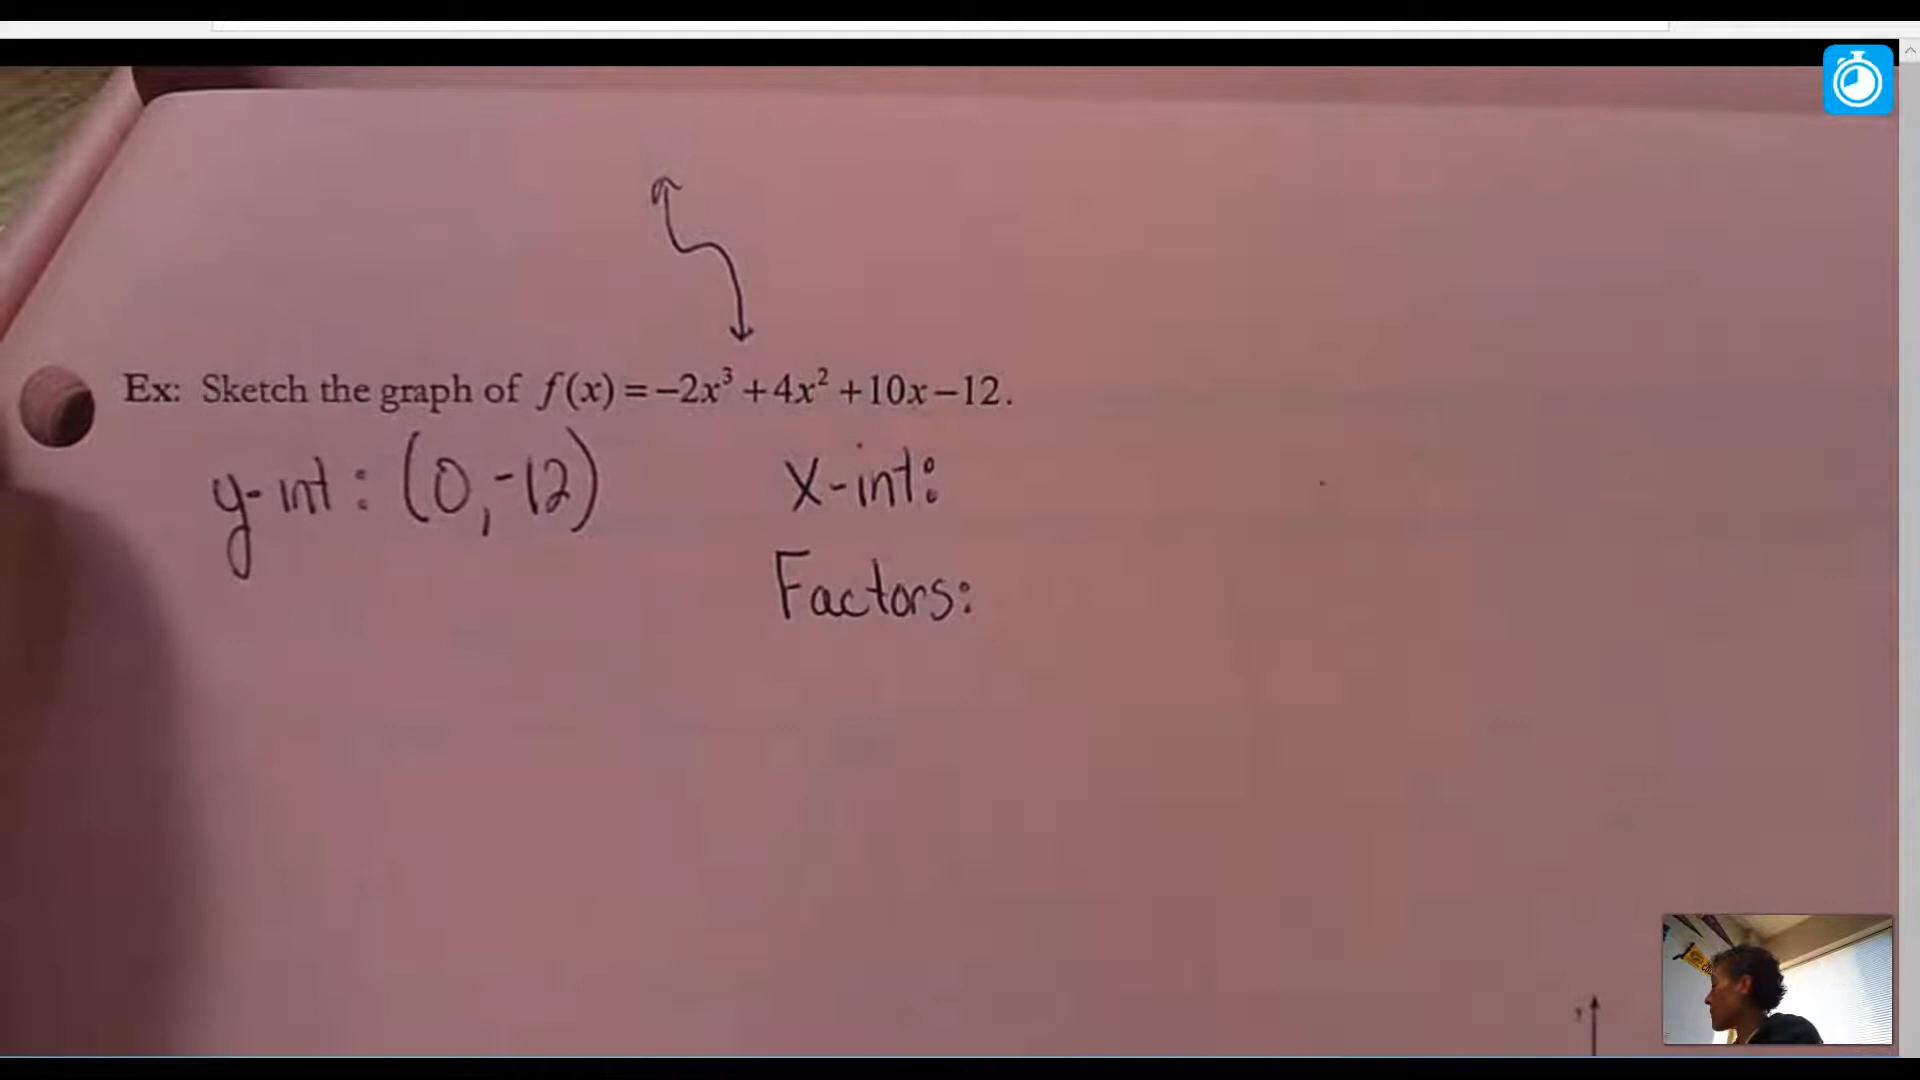 Ex: Sketch the graph of f(x) = −2x³ + 4x² + 10x − 12.
y-int : (0, -12)
X-int:
Factors: